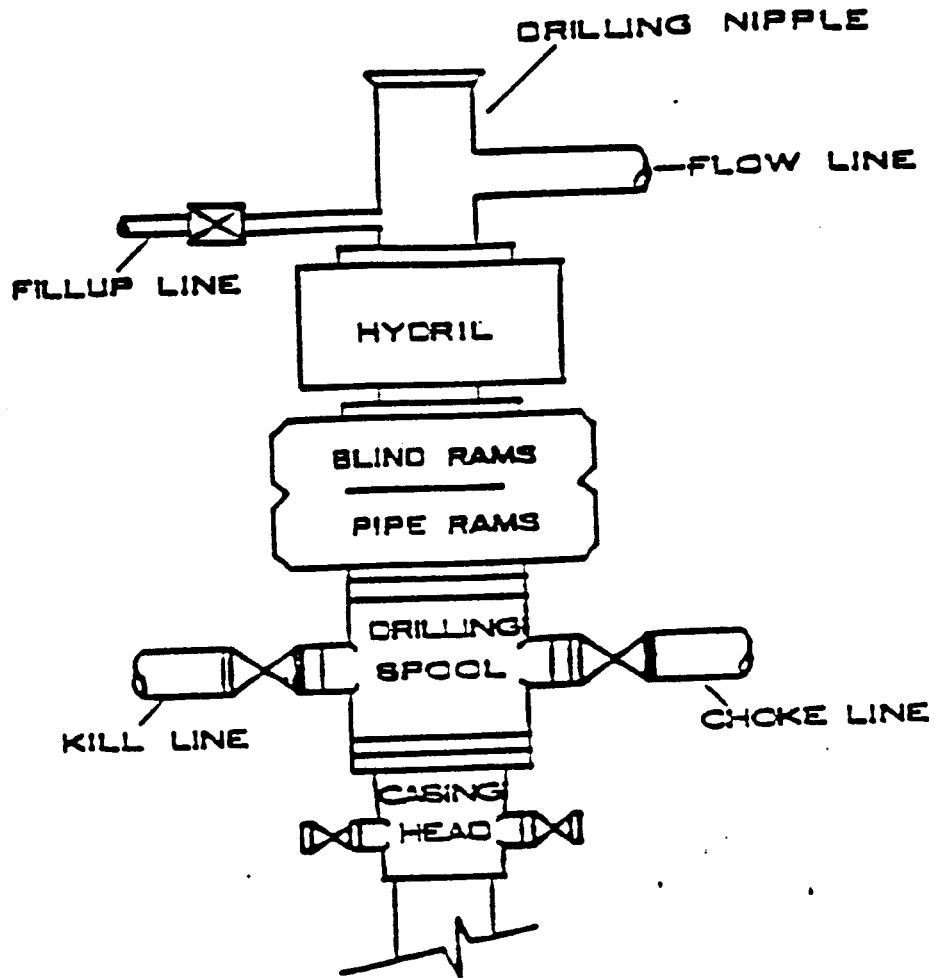 DRILLING NIPPLE
FLOW LINE
FILLUP LINE
HYDRIL
BLIND RAMS
PIPE RAMS
DRILLING
SPOOL
KILL LINE
CHOKE LINE
CASING
HEAD